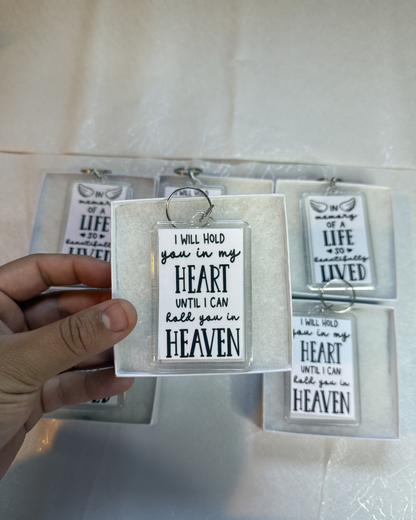 I WILL HOLD
you in my
HEART
UNTIL I CAN
hold you in
HEAVEN
IN
memory
OF A
LIFE
SO
beautifully
LIVED
I WILL HOLD
IN
memory
OF A
LIFE
SO
beautifully
LIVED
I WILL HOLD
you in my
HEART
UNTIL I CAN
hold you in
HEAVEN